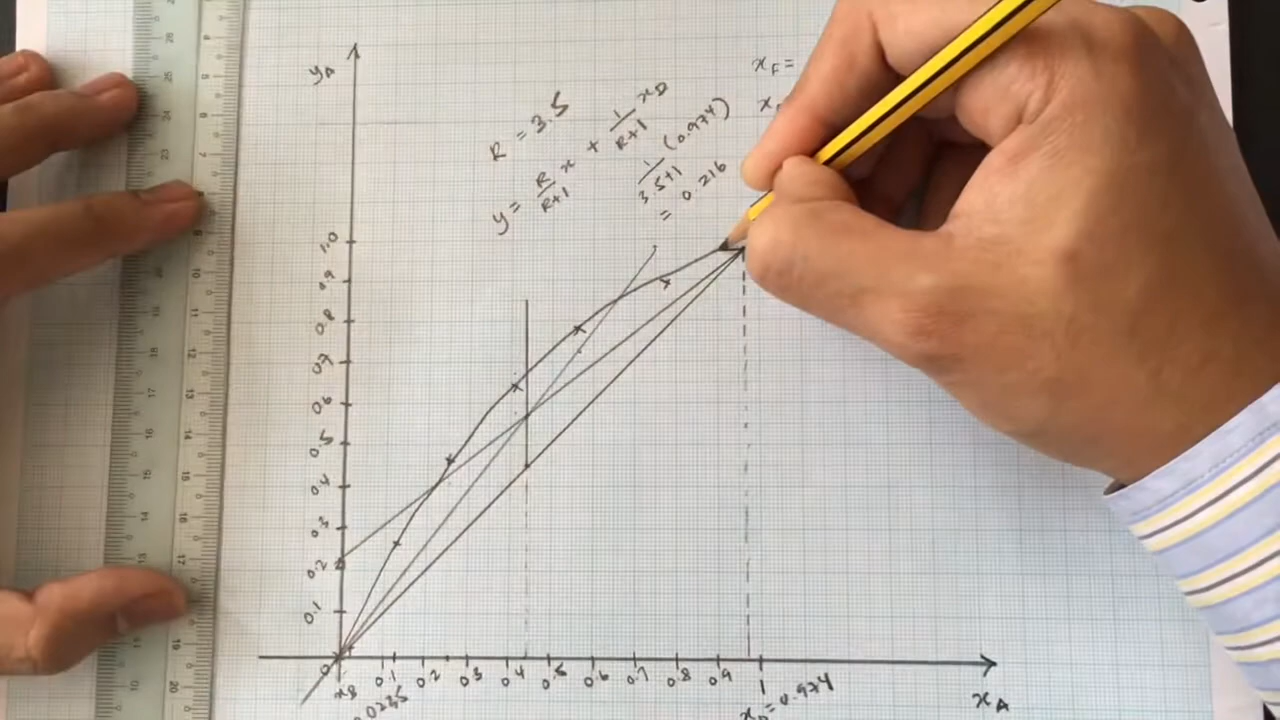 yA
xF =
R = 3.5
y = R/R+1 x + 1/R+1 xD
1/3.5+1 (0.974)
= 0.216
1.0
0.9
0.8
0.7
0.6
0.5
0.4
0.3
0.2
0.1
0
0.1 0.2 0.3 0.4 0.5 0.6 0.7 0.8 0.9 1
xA
xB
0.0235
xD = 0.974